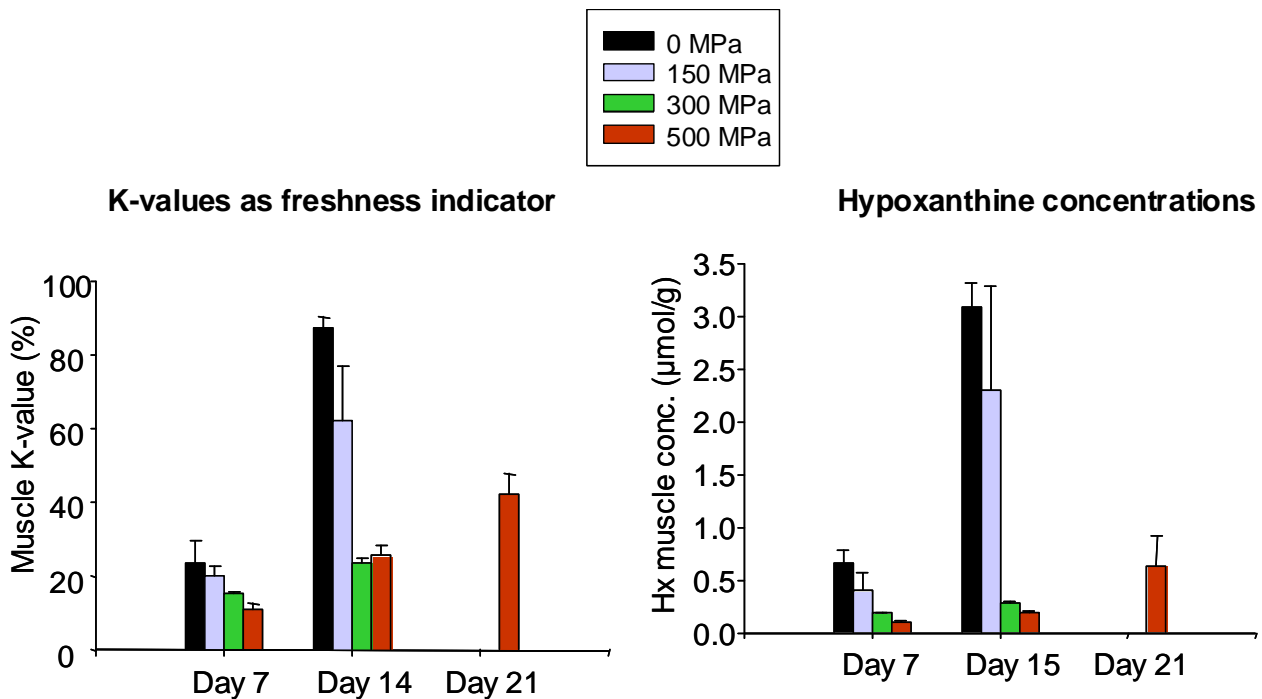 0 MPa
150 MPa
300 MPa
500 MPa
K-values as freshness indicator
Muscle K-value (%)
100
80
60
40
20
0
Day 7 Day 14 Day 21
Hypoxanthine concentrations
Hx muscle conc. (μmol/g)
3.5
3.0
2.5
2.0
1.5
1.0
0.5
0.0
Day 7 Day 15 Day 21